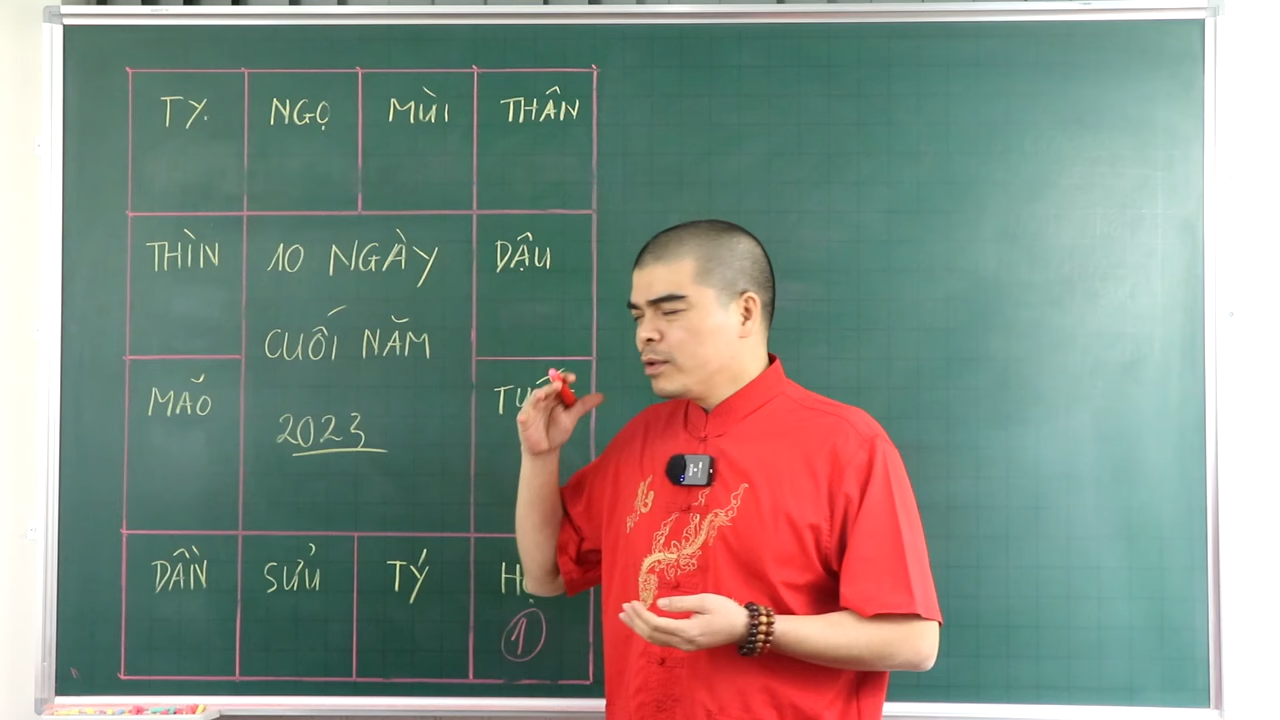 TỴ NGỌ MÙI THÂN
THÌN 10 NGÀY DẬU
CUỐI NĂM
MÃO
2023
DẦN SỬU TÝ
1